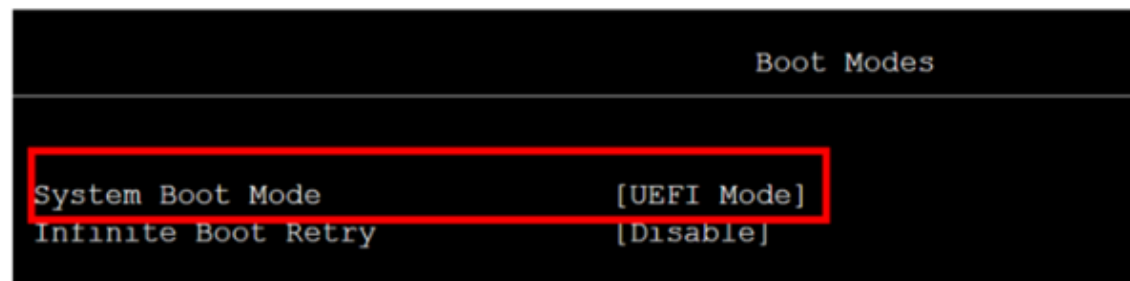 Boot Modes
System Boot Mode [UEFI Mode]
Infinite Boot Retry [Disable]